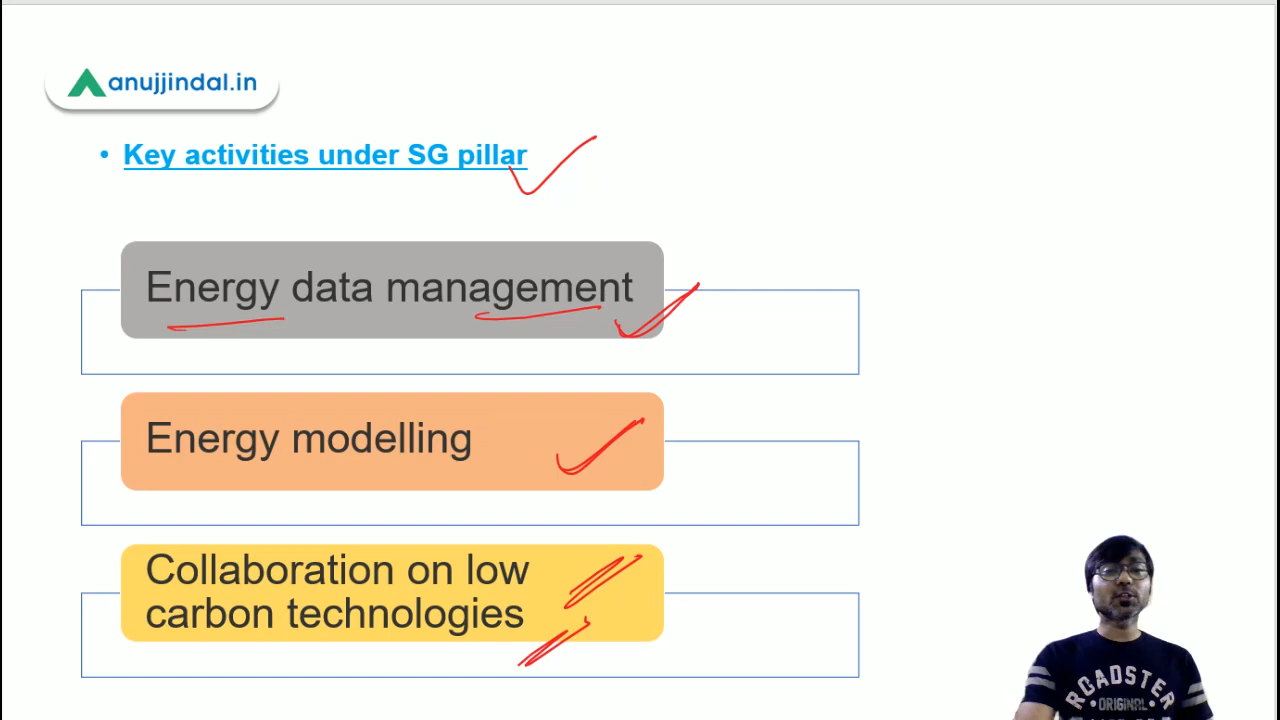 anujjindal.in
• Key activities under SG pillar
Energy data management
Energy modelling
Collaboration on low
carbon technologies
ROADSTER
ORIGINAL